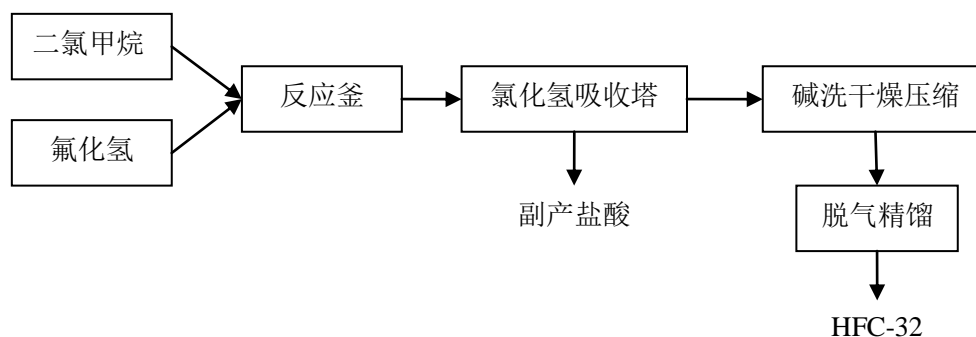 二氯甲烷
氟化氢
反应釜
氯化氢吸收塔
碱洗干燥压缩
副产盐酸
脱气精馏
HFC-32